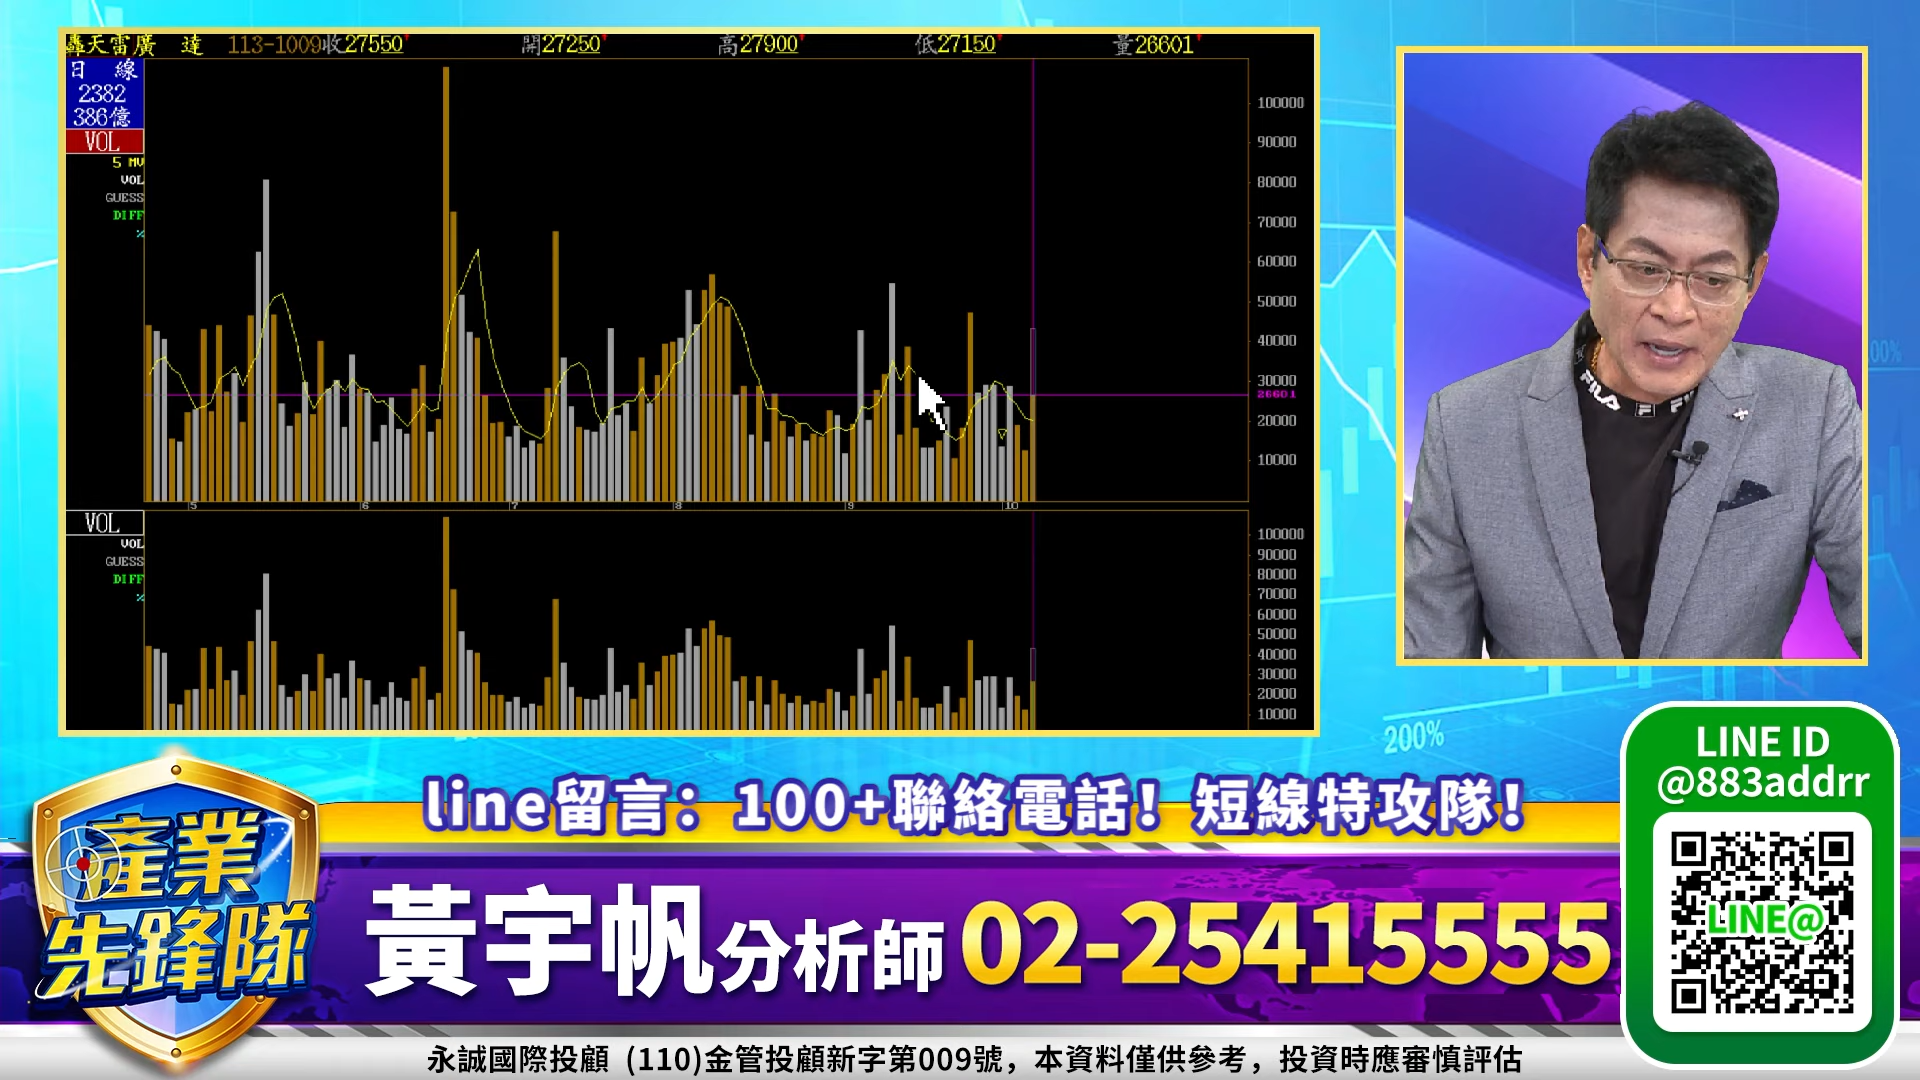 轟天雷廣 達 113-1009收27550 開27250 高27900 低27150 量26601
日 線
2382
386億
VOL
5 MV
VOL
GUESS
DIFF
%
100000
90000
80000
70000
60000
50000
40000
30000
26601
20000
10000
5 6 7 8 9 10
VOL
VOL
GUESS
DIFF
%
100000
90000
80000
70000
60000
50000
40000
30000
20000
10000
FILA
200%
LINE ID
@883addrr
LINE@
line留言：100+聯絡電話！短線特攻隊！
產業
先鋒隊
黃宇帆分析師 02-25415555
永誠國際投顧 (110)金管投顧新字第009號，本資料僅供參考，投資時應審慎評估